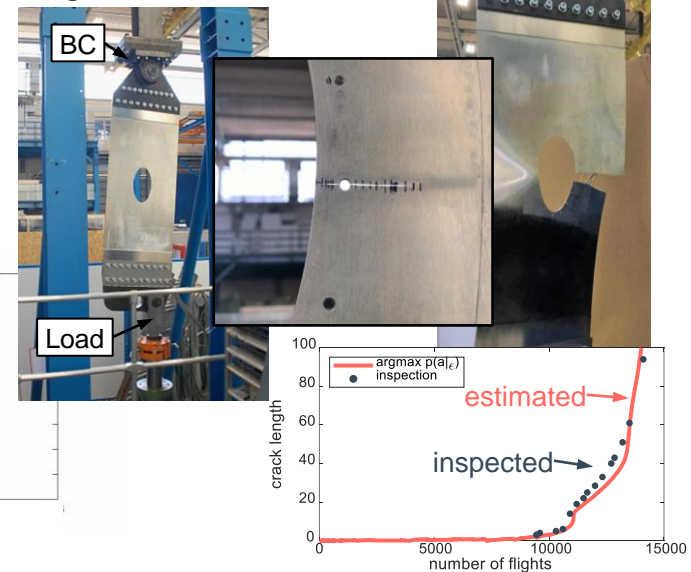 BC
Load
argmax p(a|ϵ)
inspection
estimated
inspected
crack length
100
80
60
40
20
0
0
5000
10000
15000
number of flights